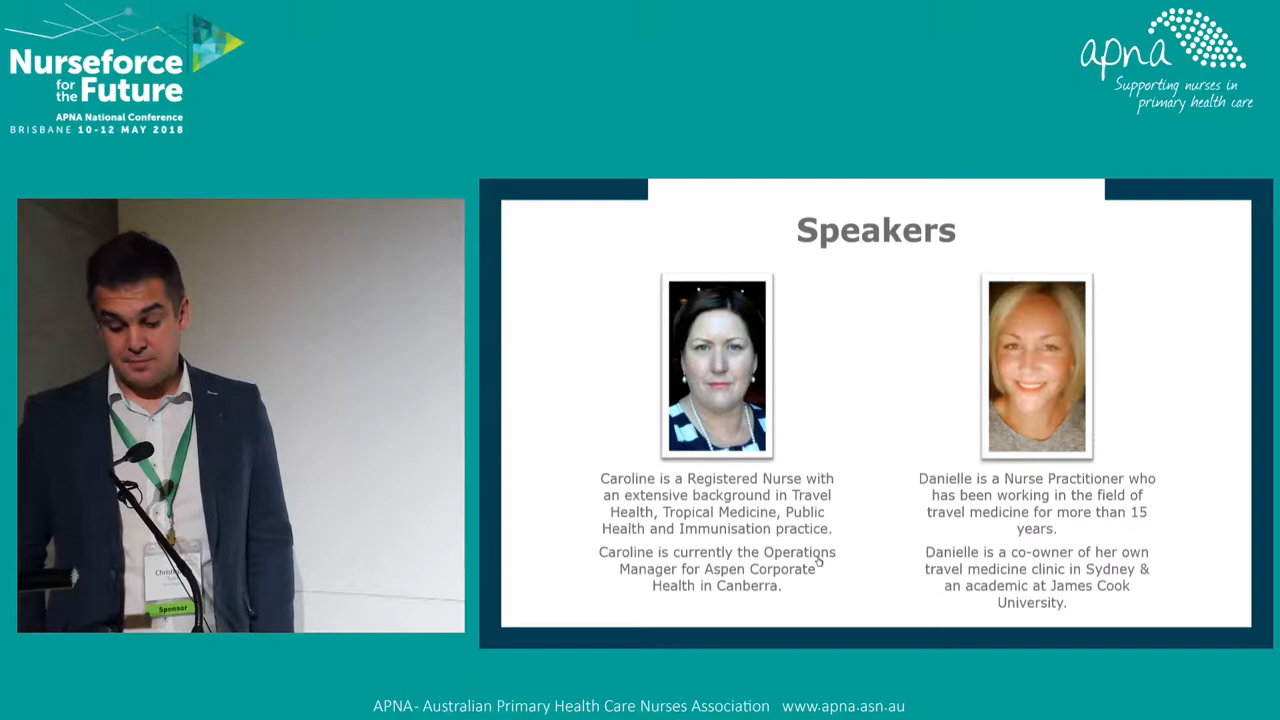 Nurseforce
for
the Future
APNA National Conference
BRISBANE 10-12 MAY 2018
apna
Supporting nurses in
primary health care
Speakers
Caroline is a Registered Nurse with
an extensive background in Travel
Health, Tropical Medicine, Public
Health and Immunisation practice.
Caroline is currently the Operations
Manager for Aspen Corporate
Health in Canberra.
Danielle is a Nurse Practitioner who
has been working in the field of
travel medicine for more than 15
years.
Danielle is a co-owner of her own
travel medicine clinic in Sydney &
an academic at James Cook
University.
Sponsor
APNA- Australian Primary Health Care Nurses Association www.apna.asn.au